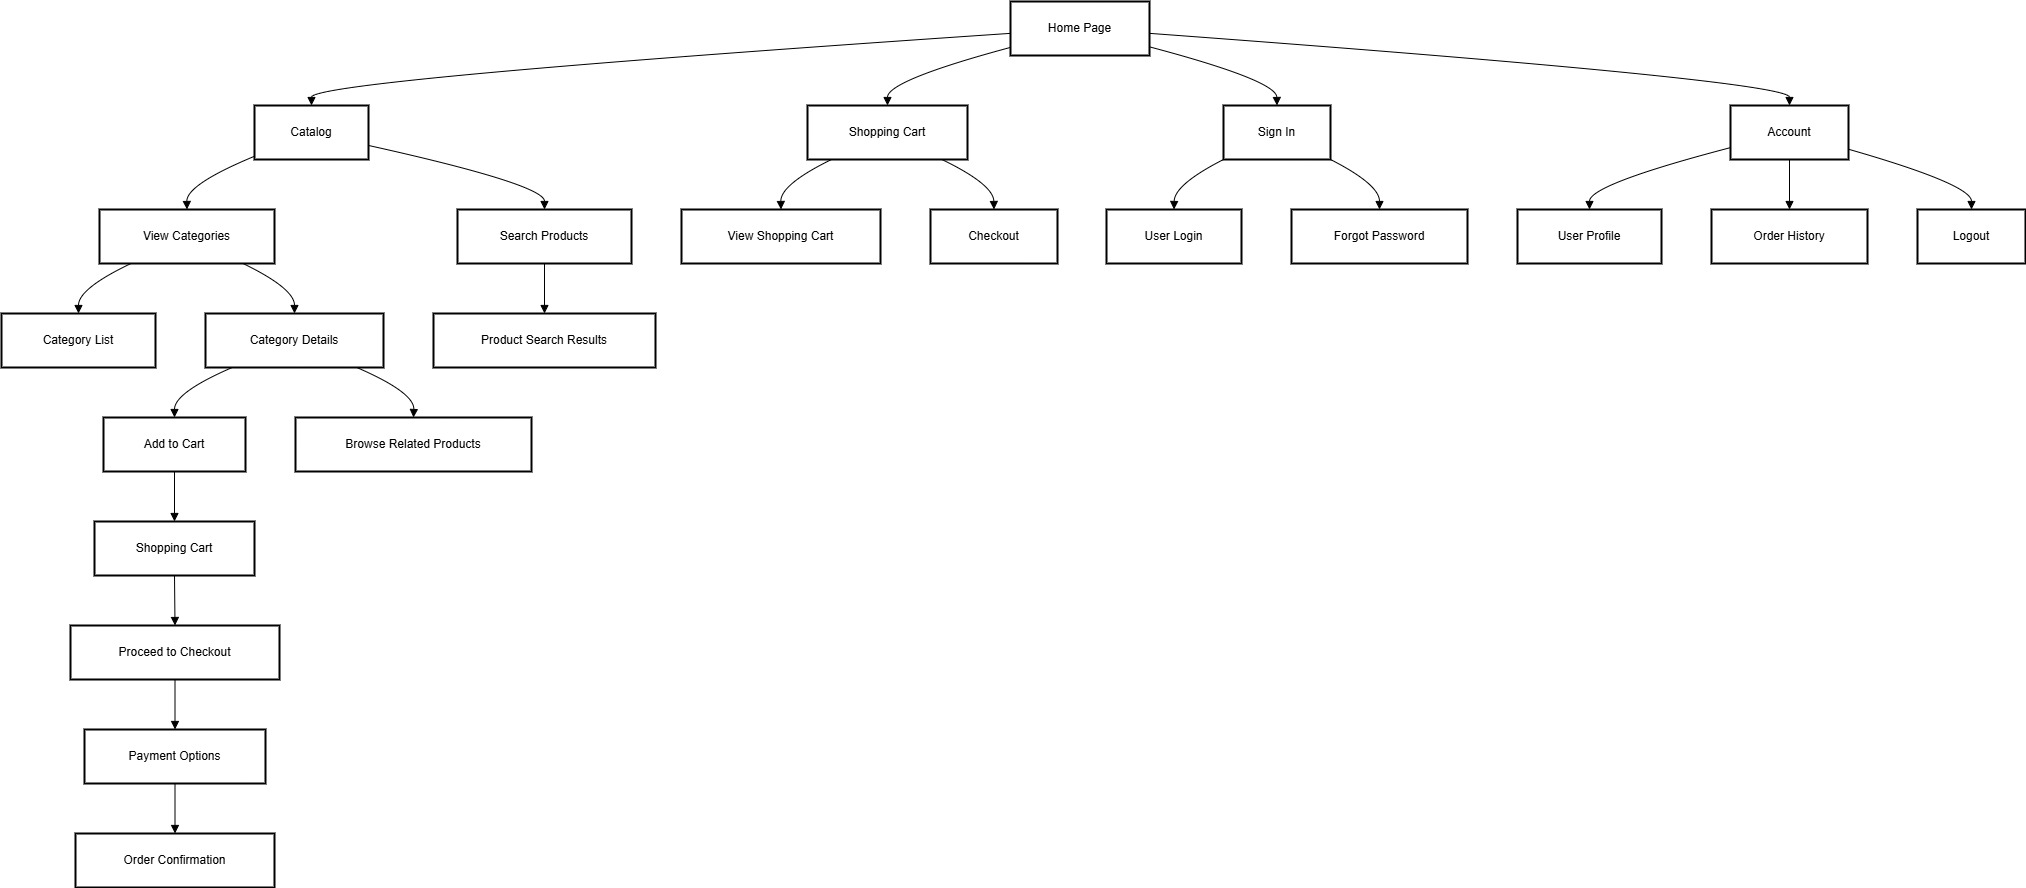 Home Page
Catalog
Shopping Cart
Sign In
Account
View Categories
Search Products
View Shopping Cart
Checkout
User Login
Forgot Password
User Profile
Order History
Logout
Category List
Category Details
Product Search Results
Add to Cart
Browse Related Products
Shopping Cart
Proceed to Checkout
Payment Options
Order Confirmation